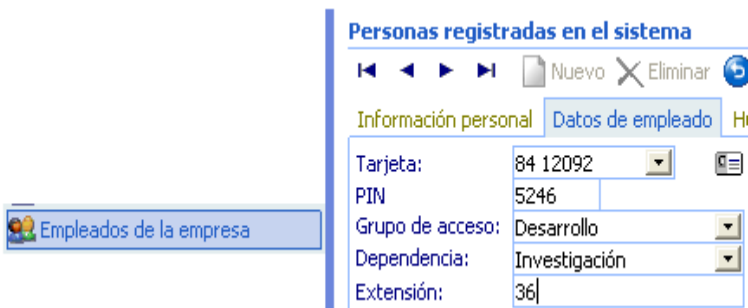 Personas registradas en el sistema
Nuevo Eliminar
Información personal Datos de empleado
Tarjeta: 84 12092
PIN 5246
Grupo de acceso: Desarrollo
Empleados de la empresa
Dependencia: Investigación
Extensión: 36